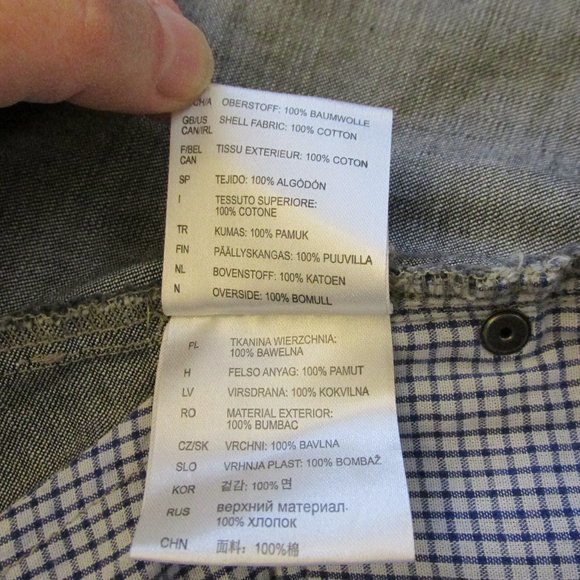 CH/A OBERSTOFF: 100% BAUMWOLLE
GB/US SHELL FABRIC: 100% COTTON
CAN/IRL
F/BEL TISSU EXTERIEUR: 100% COTON
CAN
SP TEJIDO: 100% ALGÓDÓN
I TESSUTO SUPERIORE:
100% COTONE
TR KUMAS: 100% PAMUK
FIN PÄÄLLYSKANGAS: 100% PUUVILLA
NL BOVENSTOFF: 100% KATOEN
N OVERSIDE: 100% BOMULL
PL TKANINA WIERZCHNIA:
100% BAWELNA
H FELSO ANYAG: 100% PAMUT
LV VIRSDRANA: 100% KOKVILNA
RO MATERIAL EXTERIOR:
100% BUMBAC
CZ/SK VRCHNI: 100% BAVLNA
SLO VRHNJA PLAST: 100% BOMBAŽ
KOR 겉감: 100% 면
RUS верхний материал:
100% ХЛОПОК
CHN 面料: 100%棉